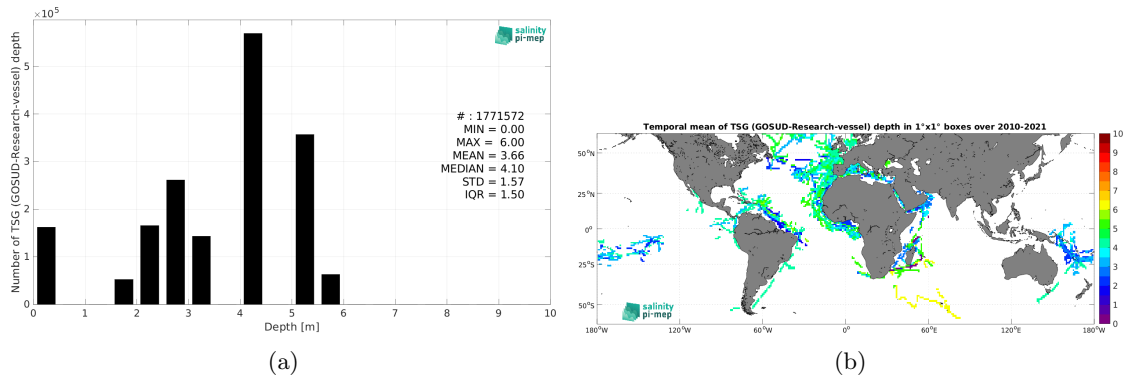 ×10⁵
salinity
pi-mep
Number of TSG (GOSUD-Research-vessel) depth
5
4
3
2
1
0
# : 1771572
MIN = 0.00
MAX = 6.00
MEAN = 3.66
MEDIAN = 4.10
STD = 1.57
IQR = 1.50
0 1 2 3 4 5 6 7 8 9 10
Depth [m]
(a)
Temporal mean of TSG (GOSUD-Research-vessel) depth in 1°x1° boxes over 2010-2021
50°N
25°N
0°
25°S
50°S
salinity
pi-mep
180°W 120°W 60°W 0° 60°E 120°E 180°E
10
9
8
7
6
5
4
3
2
1
0
(b)